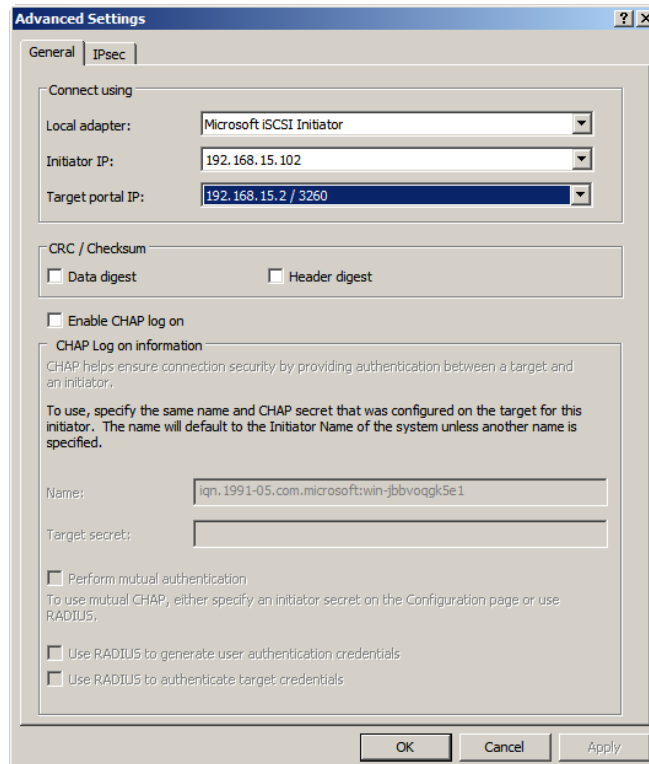 Advanced Settings
General
IPsec
Connect using
Local adapter:
Microsoft iSCSI Initiator
Initiator IP:
192.168.15.102
Target portal IP:
192.168.15.2 / 3260
CRC / Checksum
Data digest
Header digest
Enable CHAP log on
CHAP Log on information
CHAP helps ensure connection security by providing authentication between a target and
an initiator.
To use, specify the same name and CHAP secret that was configured on the target for this
initiator. The name will default to the Initiator Name of the system unless another name is
specified.
Name:
iqn.1991-05.com.microsoft:win-jbbvoqgk5e1
Target secret:
Perform mutual authentication
To use mutual CHAP, either specify an initiator secret on the Configuration page or use
RADIUS.
Use RADIUS to generate user authentication credentials
Use RADIUS to authenticate target credentials
OK
Cancel
Apply